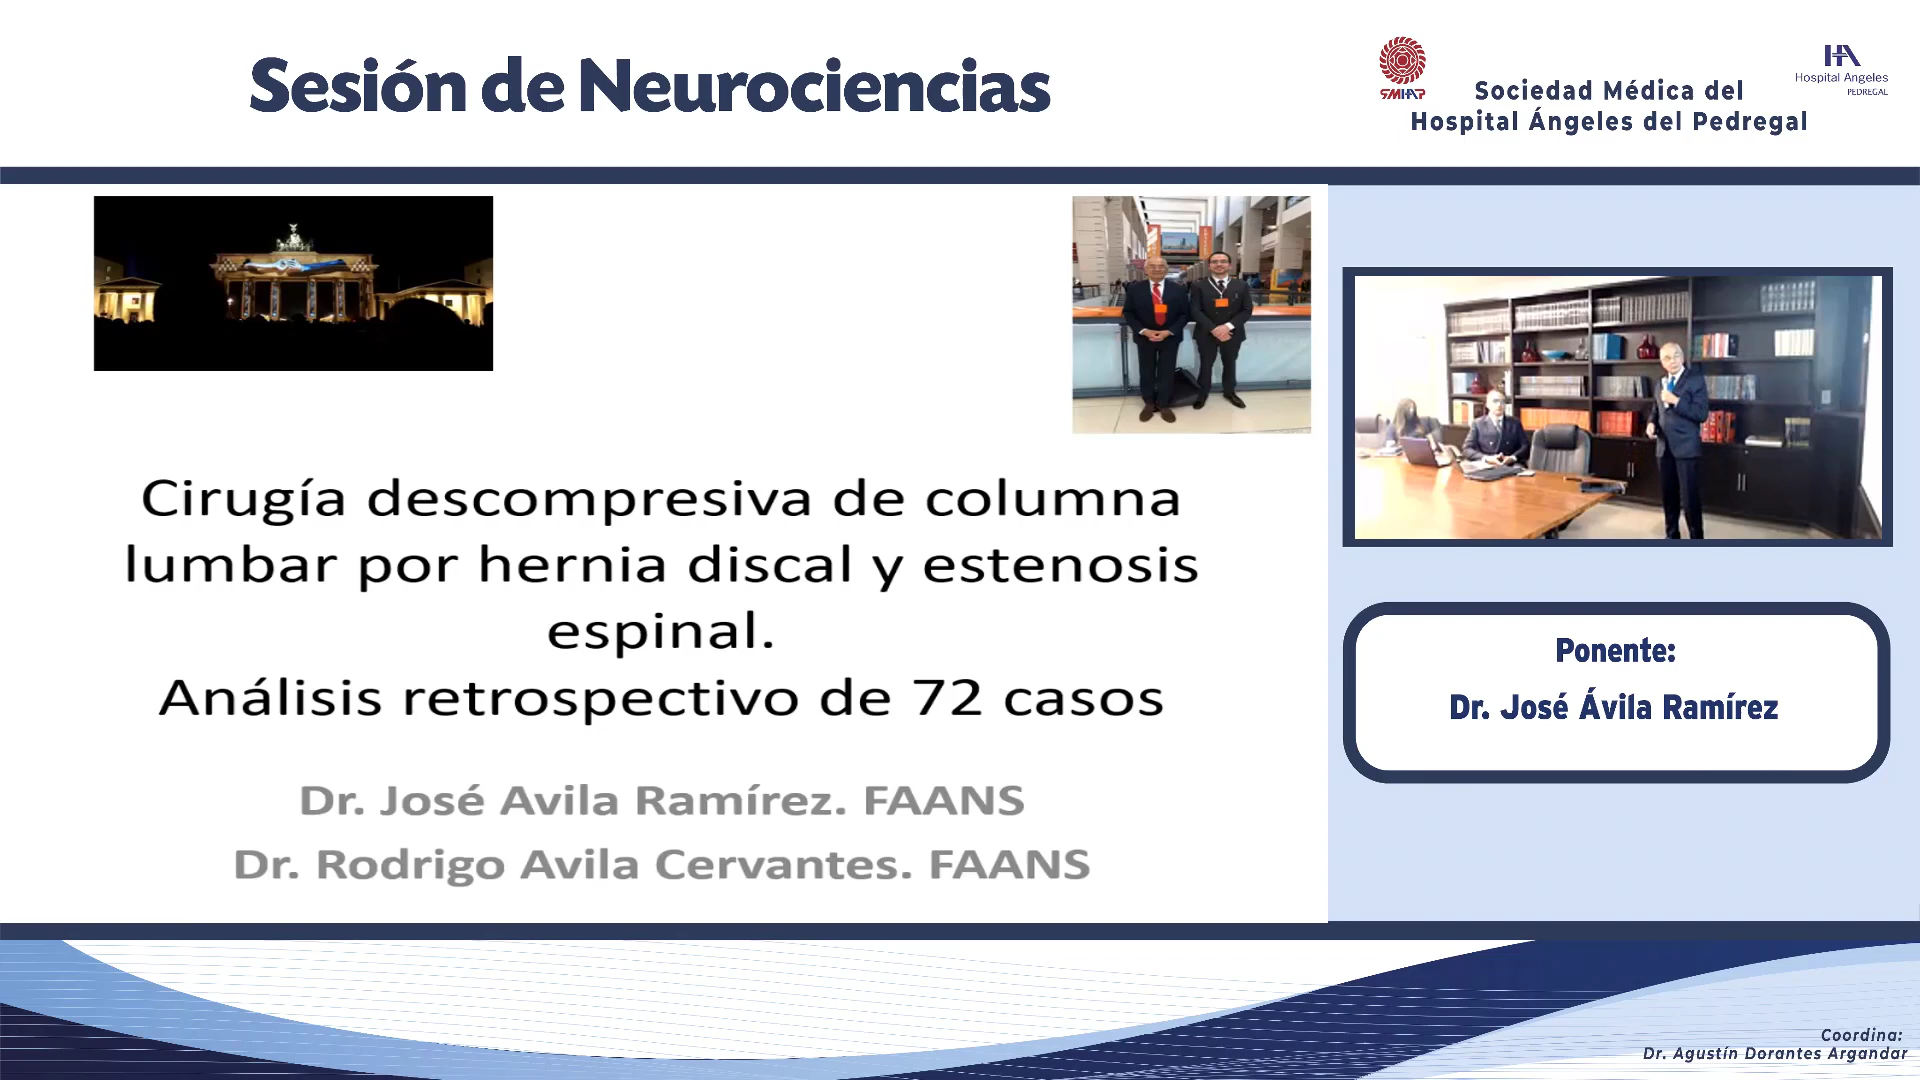 Sesión de Neurociencias
SMHAP
Sociedad Médica del
Hospital Ángeles del Pedregal
HA
Hospital Angeles
PEDREGAL
Cirugía descompresiva de columna
lumbar por hernia discal y estenosis
espinal.
Análisis retrospectivo de 72 casos
Dr. José Avila Ramírez. FAANS
Dr. Rodrigo Avila Cervantes. FAANS
Ponente:
Dr. José Ávila Ramírez
Coordina:
Dr. Agustín Dorantes Argandar